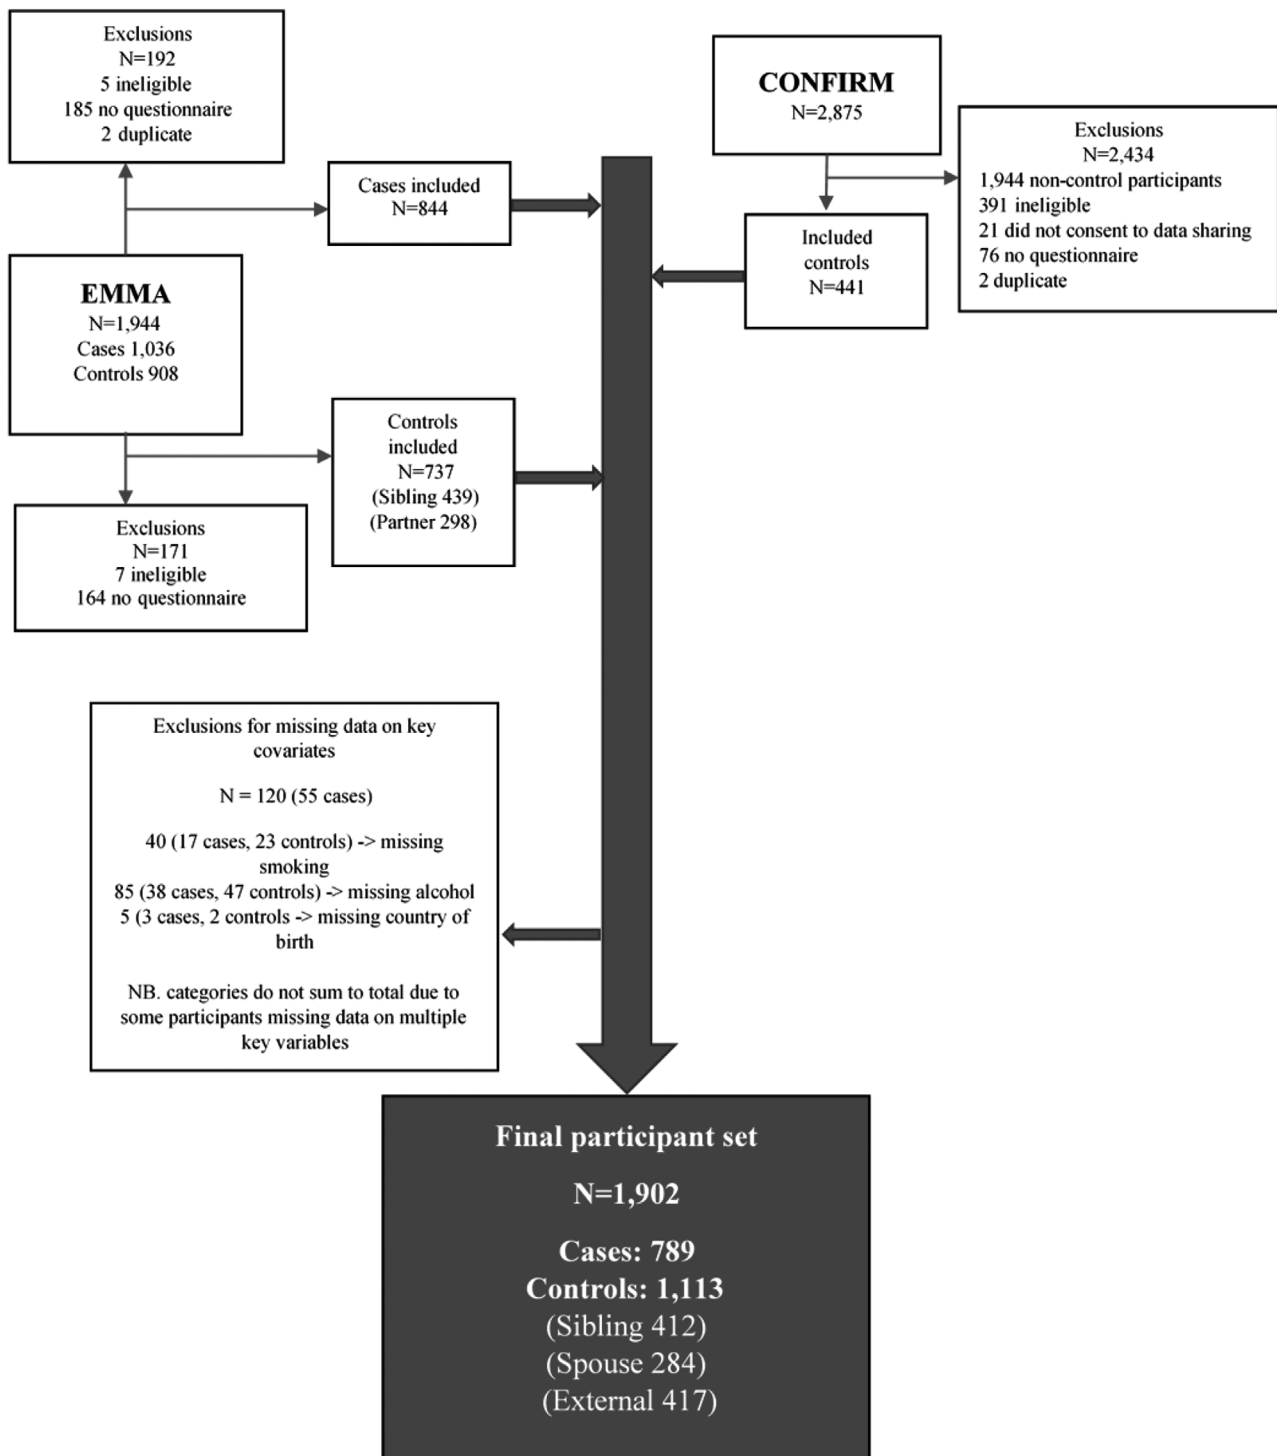 Exclusions
N=192
5 ineligible
185 no questionnaire
2 duplicate
CONFIRM
N=2,875
Exclusions
N=2,434
1,944 non-control participants
391 ineligible
21 did not consent to data sharing
76 no questionnaire
2 duplicate
Cases included
N=844
Included
controls
N=441
EMMA
N=1,944
Cases 1,036
Controls 908
Controls
included
N=737
(Sibling 439)
(Partner 298)
Exclusions
N=171
7 ineligible
164 no questionnaire
Exclusions for missing data on key
covariates
N = 120 (55 cases)
40 (17 cases, 23 controls) -> missing
smoking
85 (38 cases, 47 controls) -> missing alcohol
5 (3 cases, 2 controls -> missing country of
birth
NB. categories do not sum to total due to
some participants missing data on multiple
key variables
Final participant set
N=1,902
Cases: 789
Controls: 1,113
(Sibling 412)
(Spouse 284)
(External 417)